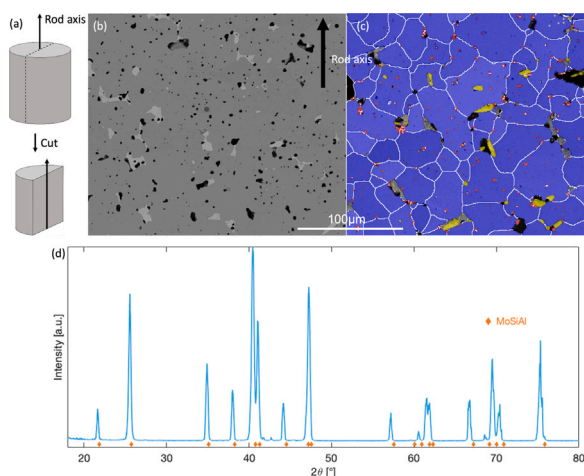 (a)
Rod axis
Cut
(b)
Rod axis
(c)
100μm
(d)
MoSiAl
Intensity [a.u.]
20
30
40
50
60
70
80
2θ [°]